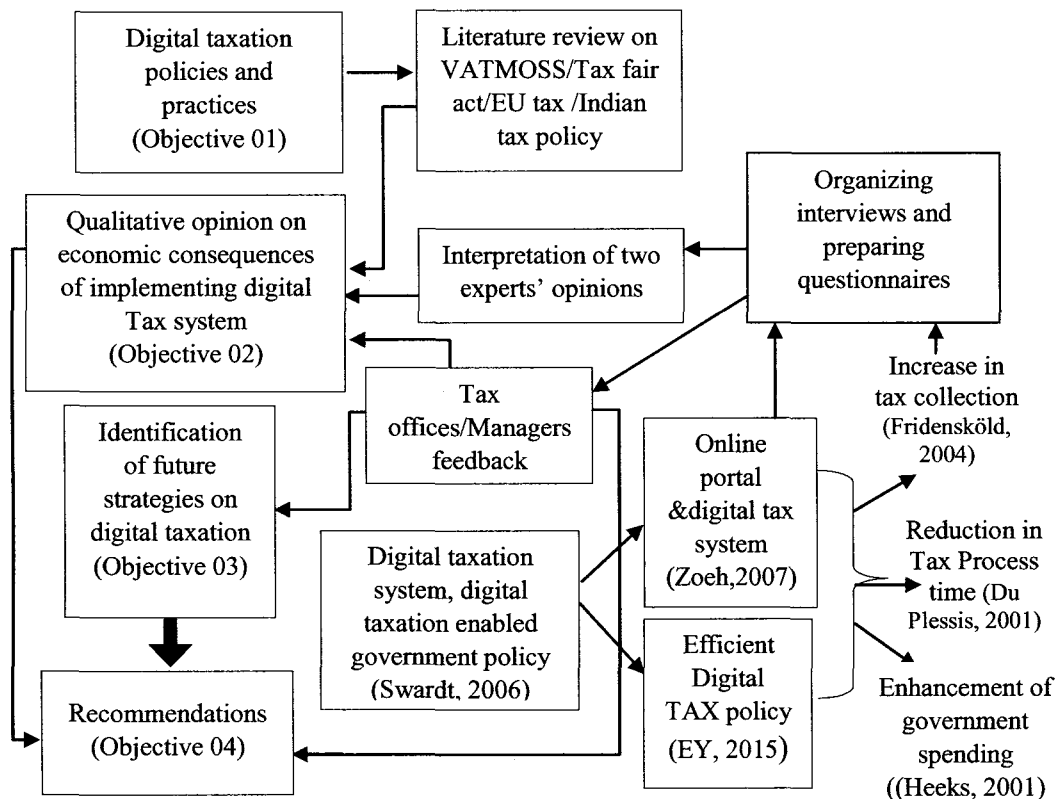 Digital taxation
policies and
practices
(Objective 01)
Literature review on
VATMOSS/Tax fair
act/EU tax /Indian
tax policy
Organizing
interviews and
preparing
questionnaires
Qualitative opinion on
economic consequences
of implementing digital
Tax system
(Objective 02)
Interpretation of two
experts’ opinions
Tax
offices/Managers
feedback
Increase in
tax collection
(Fridensköld,
2004)
Identification
of future
strategies on
digital taxation
(Objective 03)
Online
portal
&digital tax
system
(Zoeh,2007)
Digital taxation
system, digital
taxation enabled
government policy
(Swardt, 2006)
Reduction in
Tax Process
time (Du
Plessis, 2001)
Efficient
Digital
TAX policy
(EY, 2015)
Enhancement of
government
spending
((Heeks, 2001)
Recommendations
(Objective 04)